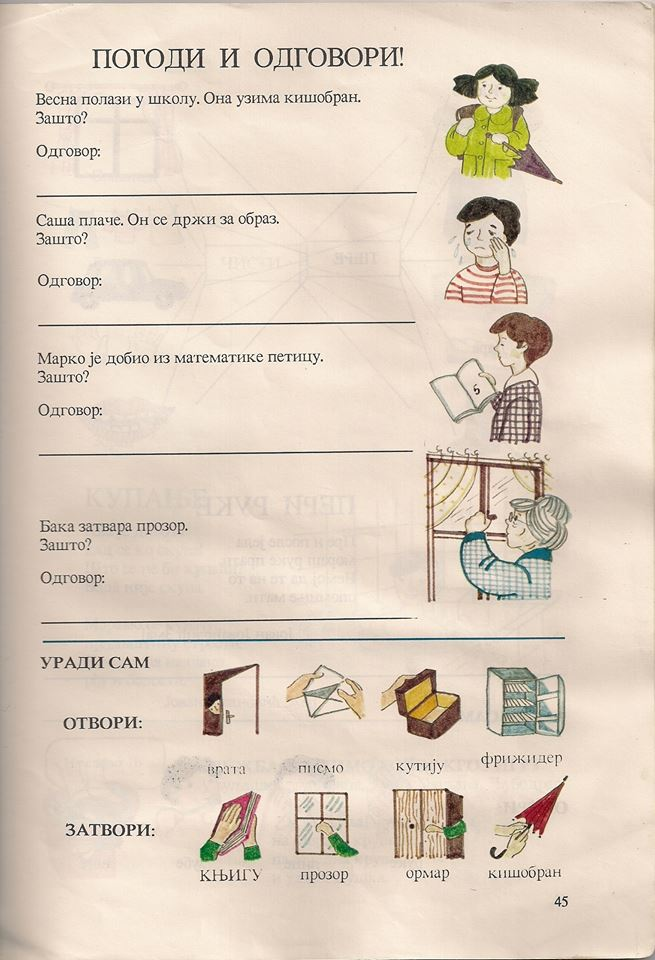 ПОГОДИ И ОДГОВОРИ!
Весна полази у школу. Она узима кишобран.
Зашто?
Одговор:
Саша плаче. Он се држи за образ.
Зашто?
Одговор:
Марко је добио из математике петицу.
Зашто?
Одговор:
5
Бака затвара прозор.
Зашто?
Одговор:
УРАДИ САМ
ОТВОРИ:
врата писмо кутију фрижидер
ЗАТВОРИ:
КЊИГУ прозор ормар кишобран
45